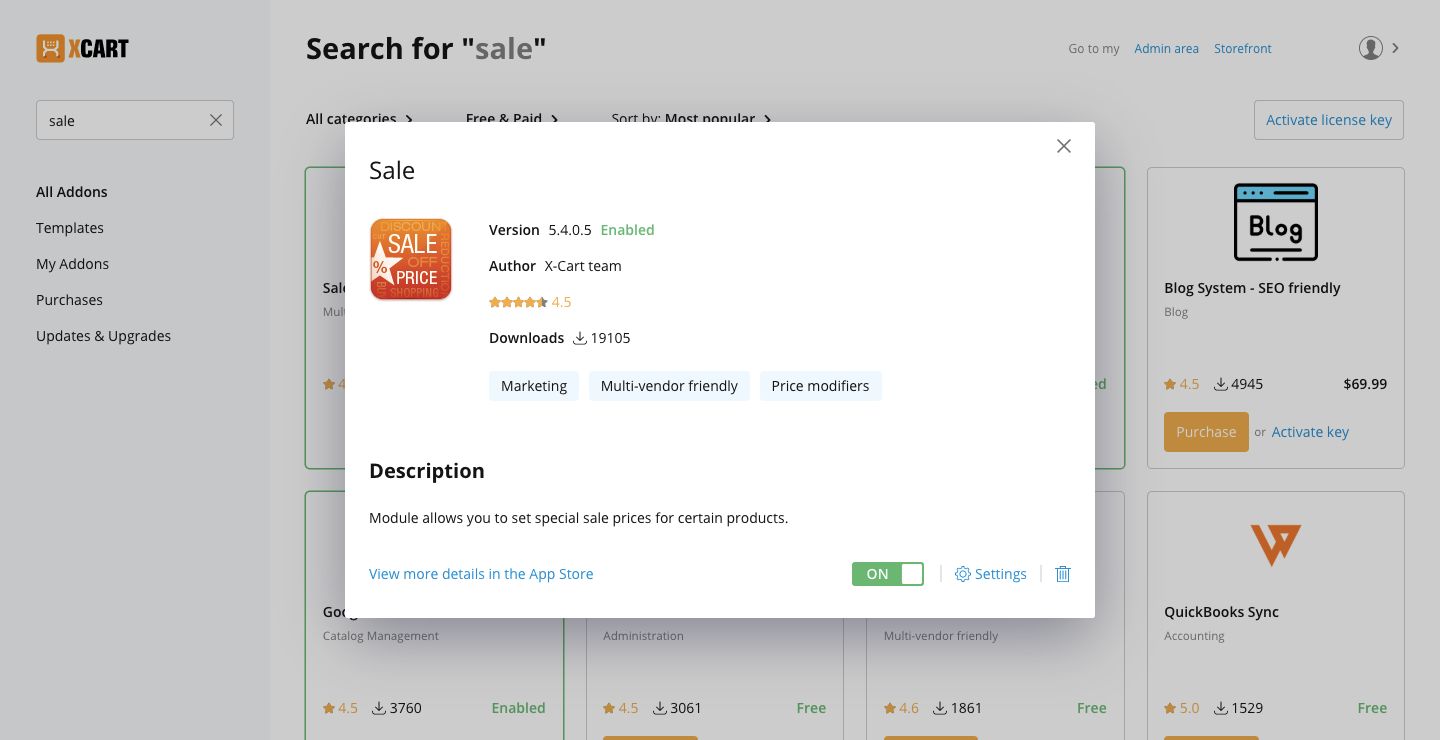 XCART
Search for "sale"
Go to my Admin area Storefront
sale
All categories Free & Paid Sort by: Most popular
Activate license key
All Addons
Templates
My Addons
Purchases
Updates & Upgrades
Sale
DISCOUNT
SALE
OFF
REDUCTION
%
PRICE
SHOPPING
Version 5.4.0.5 Enabled
Author X-Cart team
4.5
Downloads 19105
Marketing Multi-vendor friendly Price modifiers
Description
Module allows you to set special sale prices for certain products.
View more details in the App Store
ON Settings
Blog
Blog System - SEO friendly
Blog
4.5 4945 $69.99
Purchase or Activate key
Catalog Management
4.5 3760 Enabled
Administration
4.5 3061 Free
Multi-vendor friendly
4.6 1861 Free
QuickBooks Sync
Accounting
5.0 1529 Free